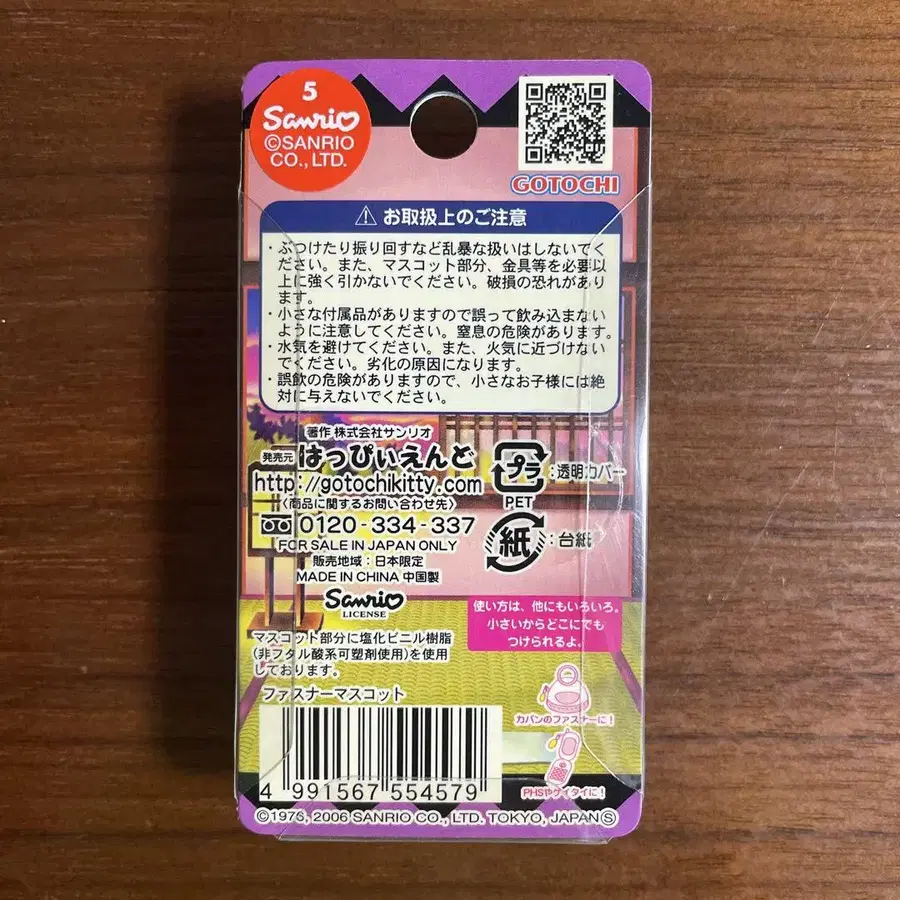 5
Sanrio
©SANRIO
CO., LTD.
GOTOCHI
⚠ お取扱上のご注意
・ぶつけたり振り回すなど乱暴な扱いはしないでく
ださい。また、マスコット部分、金具等を必要以
上に強く引かないでください。破損の恐れがあり
ます。
・小さな付属品がありますので誤って飲み込まない
ように注意してください。窒息の危険があります。
・水気を避けてください。また、火気に近づけない
でください。劣化の原因になります。
・誤飲の危険がありますので、小さなお子様には絶
対に与えないでください。
著作 株式会社サンリオ
発売元 はっぴぃえんど
http://gotochikitty.com
〈商品に関するお問い合わせ先〉
0120-334-337
FOR SALE IN JAPAN ONLY
販売地域：日本限定
MADE IN CHINA 中国製
Sanrio
LICENSE
プラ：透明カバー
PET
紙：台紙
マスコット部分に塩化ビニル樹脂
(非フタル酸系可塑剤使用)を使用
しております。
ファスナーマスコット
使い方は、他にもいろいろ。
小さいからどこにでも
つけられるよ。
カバンのファスナーに！
PHSやケイタイに！
4 991567 554579
©1976, 2006 SANRIO CO., LTD. TOKYO, JAPAN Ⓢ